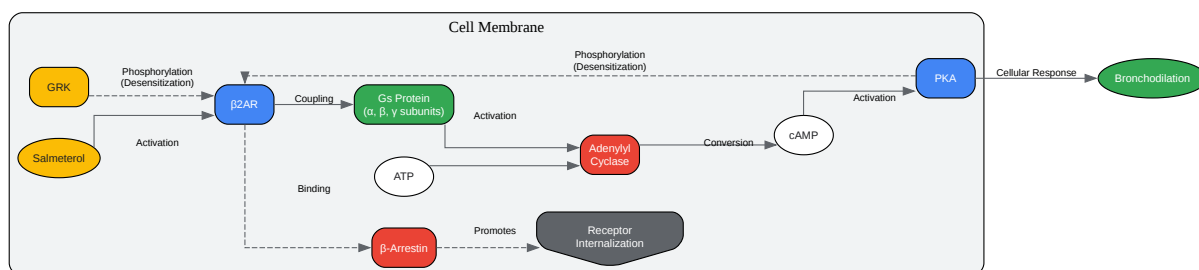 Cell Membrane
Phosphorylation
(Desensitization)
GRK
Phosphorylation
(Desensitization)
β2AR
Coupling
Gs Protein
(α, β, γ subunits)
Activation
Activation
PKA
Cellular Response
Bronchodilation
Salmeterol
Activation
ATP
Adenylyl
Cyclase
Conversion
cAMP
Binding
β-Arrestin
Promotes
Receptor
Internalization